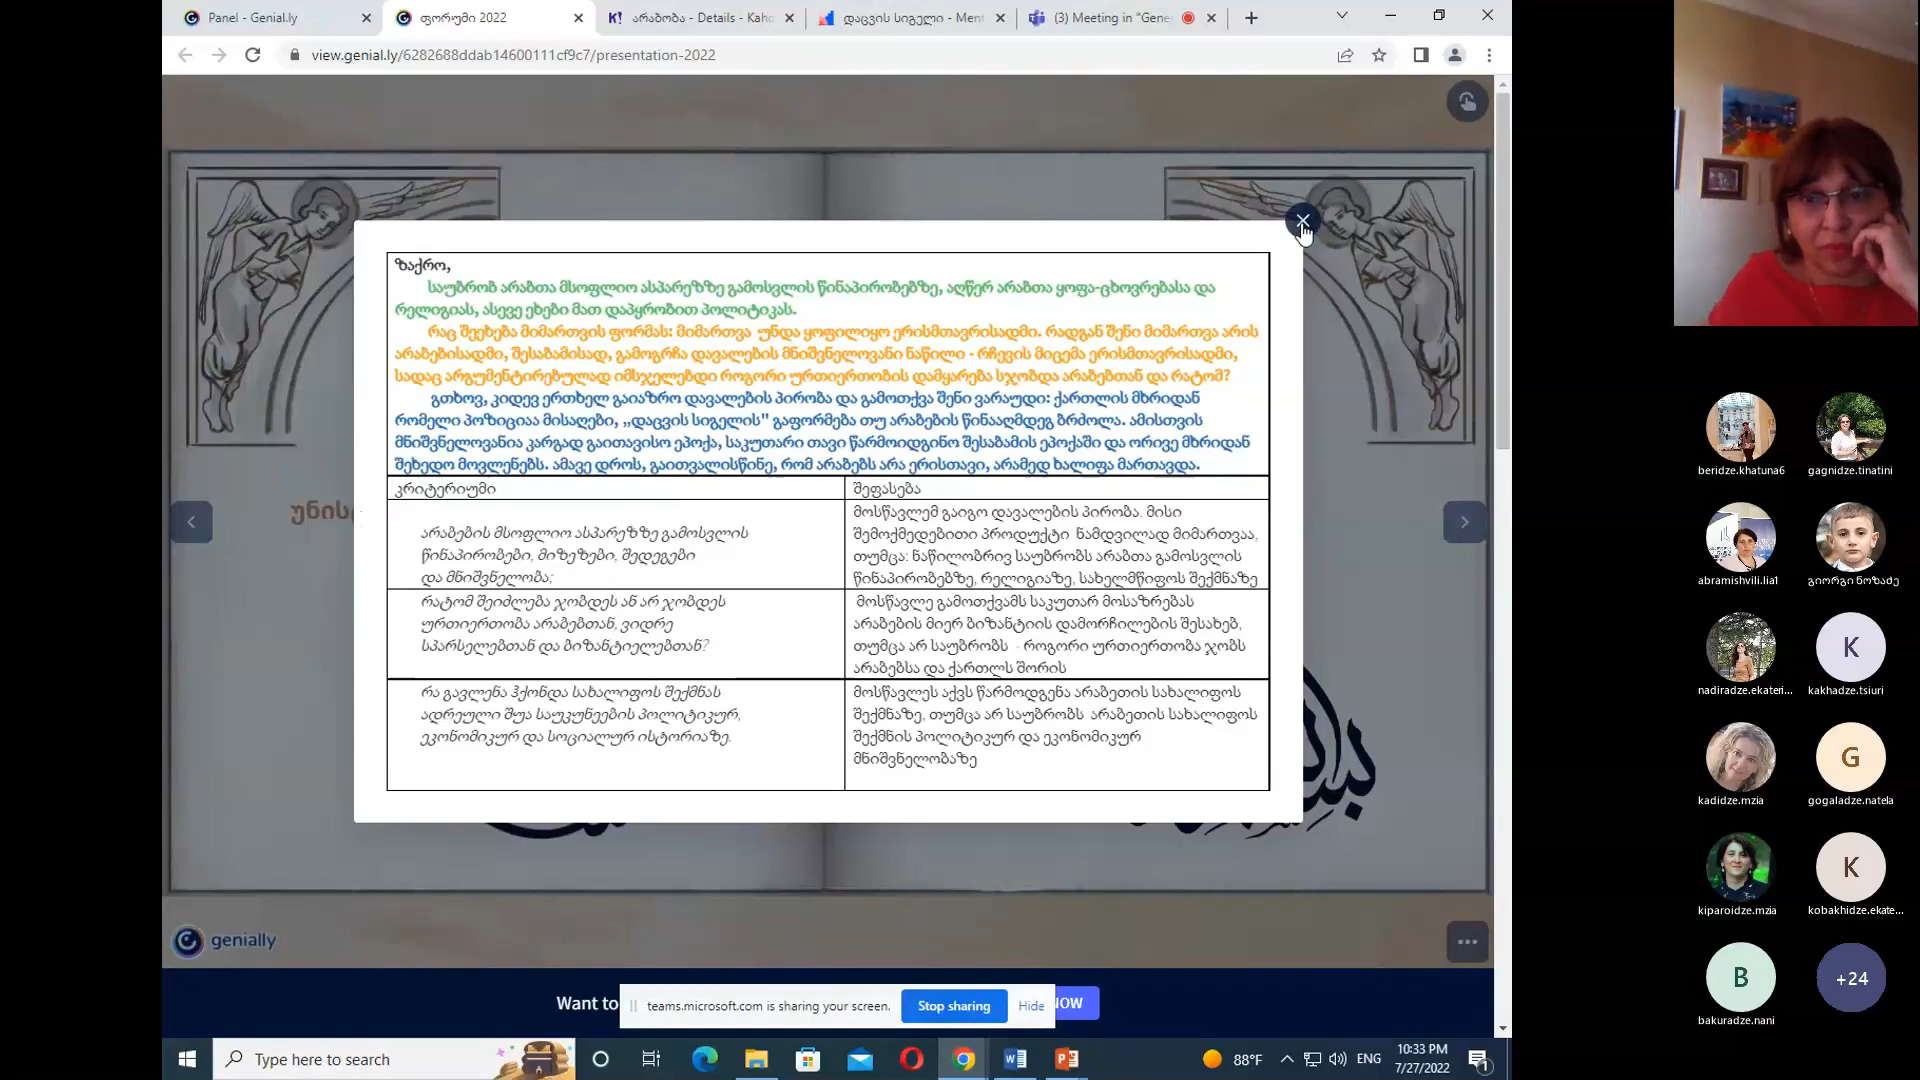 Panel - Genial.ly
ფორუმი 2022
არაბობა - Details - Kaho
დაცვის სიგელი - Ment
(3) Meeting in "Gene
view.genial.ly/6282688ddab14600111cf9c7/presentation-2022
ზაქრო,
საუბრობ არაბთა მსოფლიო ასპარეზზე გამოსვლის წინაპირობებზე, აღწერ არაბთა ყოფა-ცხოვრებასა და
რელიგიას, ასევე ეხები მათ დაპყრობით პოლიტიკას.
რაც შეეხება მიმართვის ფორმას: მიმართვა უნდა ყოფილიყო ერისმთავრისადმი. რადგან შენი მიმართვა არის
არაბებისადმი, შესაბამისად, გამოგრჩა დავალების მნიშვნელოვანი ნაწილი - რჩევის მიცემა ერისმთავრისადმი,
სადაც არგუმენტირებულად იმსჯელებდი როგორი ურთიერთობის დამყარება სჯობდა არაბებთან და რატომ?
გთხოვ, კიდევ ერთხელ გაიაზრო დავალების პირობა და გამოთქვა შენი ვარაუდი: ქართლის მხრიდან
რომელი პოზიციაა მისაღები, „დაცვის სიგელის" გაფორმება თუ არაბების წინააღმდეგ ბრძოლა. ამისთვის
მნიშვნელოვანია კარგად გაითავისო ეპოქა, საკუთარი თავი წარმოიდგინო შესაბამის ეპოქაში და ორივე მხრიდან
შეხედო მოვლენებს. ამავე დროს, გაითვალისწინე, რომ არაბებს არა ერისთავი, არამედ ხალიფა მართავდა.
კრიტერიუმი
შეფასება
არაბების მსოფლიო ასპარეზზე გამოსვლის
წინაპირობები, მიზეზები, შედეგები
და მნიშვნელობა;
მოსწავლემ გაიგო დავალების პირობა. მისი
შემოქმედებითი პროდუქტი ნამდვილად მიმართვაა,
თუმცა: ნაწილობრივ საუბრობს არაბთა გამოსვლის
წინაპირობებზე, რელიგიაზე, სახელმწიფოს შექმნაზე
რატომ შეიძლება ჯობდეს ან არ ჯობდეს
ურთიერთობა არაბებთან, ვიდრე
სპარსელებთან და ბიზანტიელებთან?
მოსწავლე გამოთქვამს საკუთარ მოსაზრებას
არაბების მიერ ბიზანტიის დამორჩილების შესახებ,
თუმცა არ საუბრობს - როგორი ურთიერთობა ჯობს
არაბებსა და ქართლს შორის
რა გავლენა ჰქონდა სახალიფოს შექმნას
ადრეული შუა საუკუნეების პოლიტიკურ,
ეკონომიკურ და სოციალურ ისტორიაზე.
მოსწავლეს აქვს წარმოდგენა არაბეთის სახალიფოს
შექმნაზე, თუმცა არ საუბრობს არაბეთის სახალიფოს
შექმნის პოლიტიკურ და ეკონომიკურ
მნიშვნელობაზე
უნის
genially
Want to
NOW
teams.microsoft.com is sharing your screen.
Stop sharing
Hide
Type here to search
88°F
ENG
10:33 PM
7/27/2022
1
beridze.khatuna6
gagnidze.tinatini
abramishvili.lia1
გიორგი ნოზაძე
K
nadiradze.ekateri...
kakhadze.tsiuri
G
kadidze.mzia
gogaladze.natela
K
kiparoidze.mzia
kobakhidze.ekate...
B
+24
bakuradze.nani